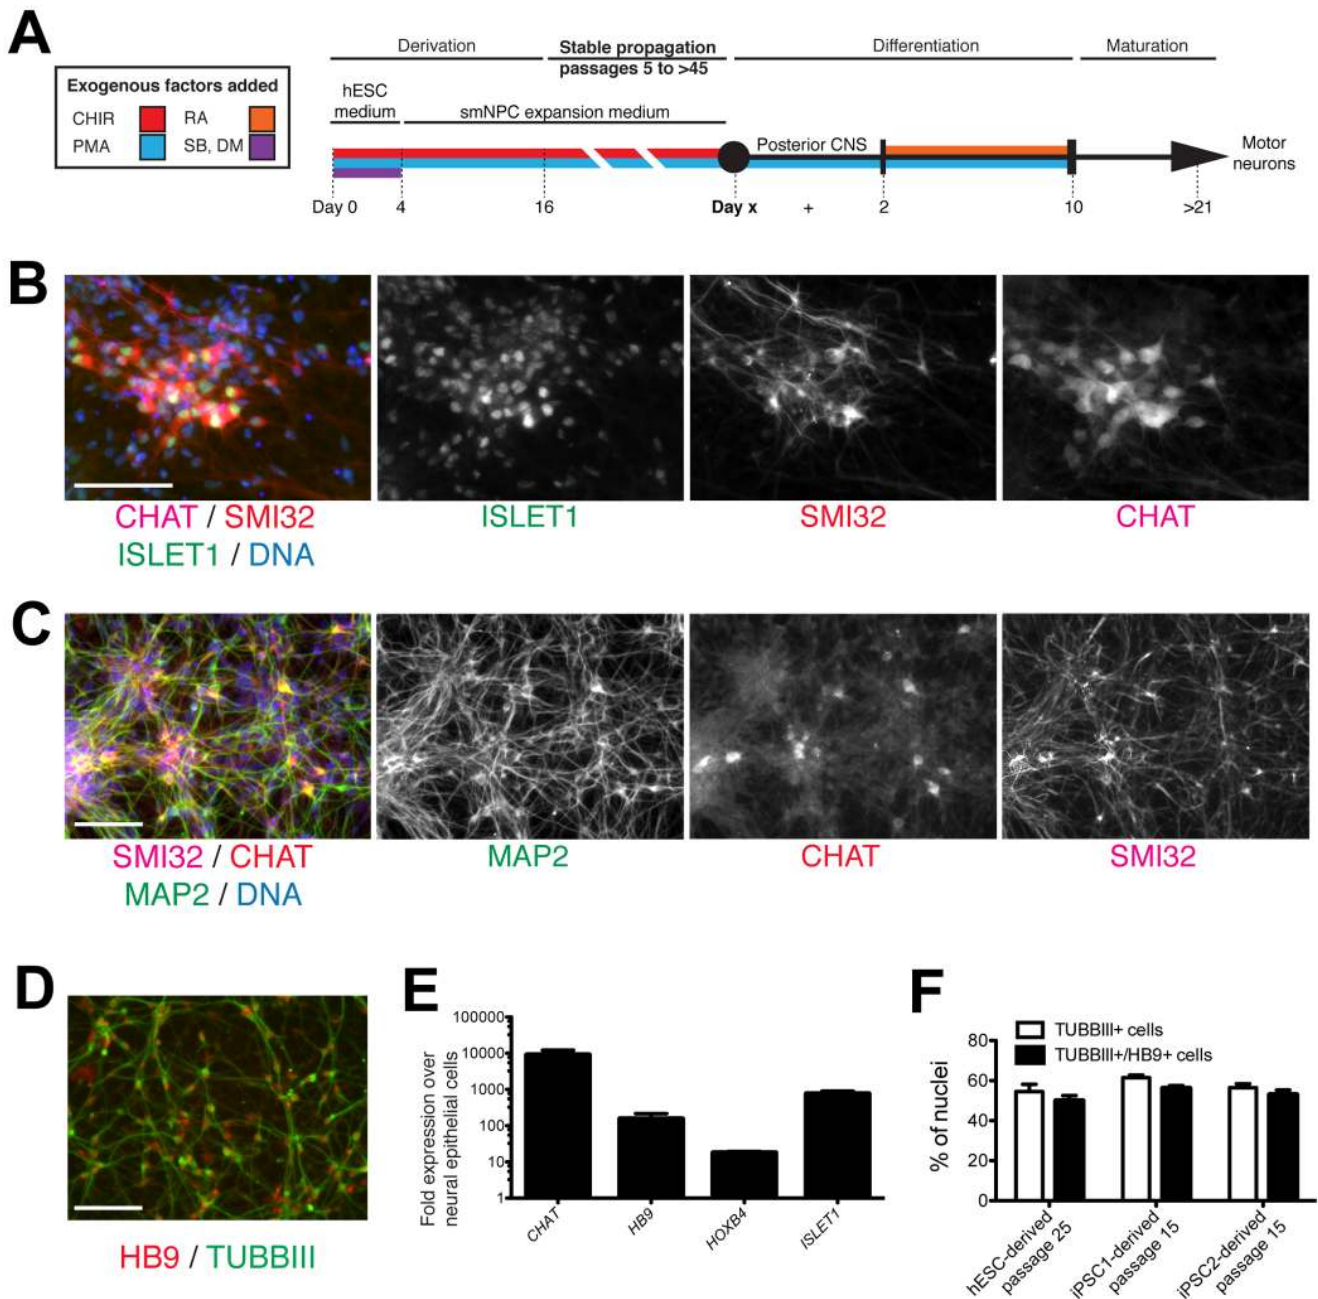 A
Derivation
Stable propagation
passages 5 to >45
Differentiation
Maturation
Exogenous factors added
CHIR
RA
PMA
SB, DM
hESC
medium
smNPC expansion medium
Posterior CNS
Motor
neurons
Day 0
4
16
Day x
+
2
10
>21
B
CHAT / SMI32
ISLET1 / DNA
ISLET1
SMI32
CHAT
C
SMI32 / CHAT
MAP2 / DNA
MAP2
CHAT
SMI32
D
HB9 / TUBBIII
E
Fold expression over
neural epithelial cells
100000
10000
1000
100
10
1
CHAT
HB9
HOXB4
ISLET1
F
TUBBIII+ cells
TUBBIII+/HB9+ cells
% of nuclei
80
60
40
20
0
hESC-derived
passage 25
iPSC1-derived
passage 15
iPSC2-derived
passage 15